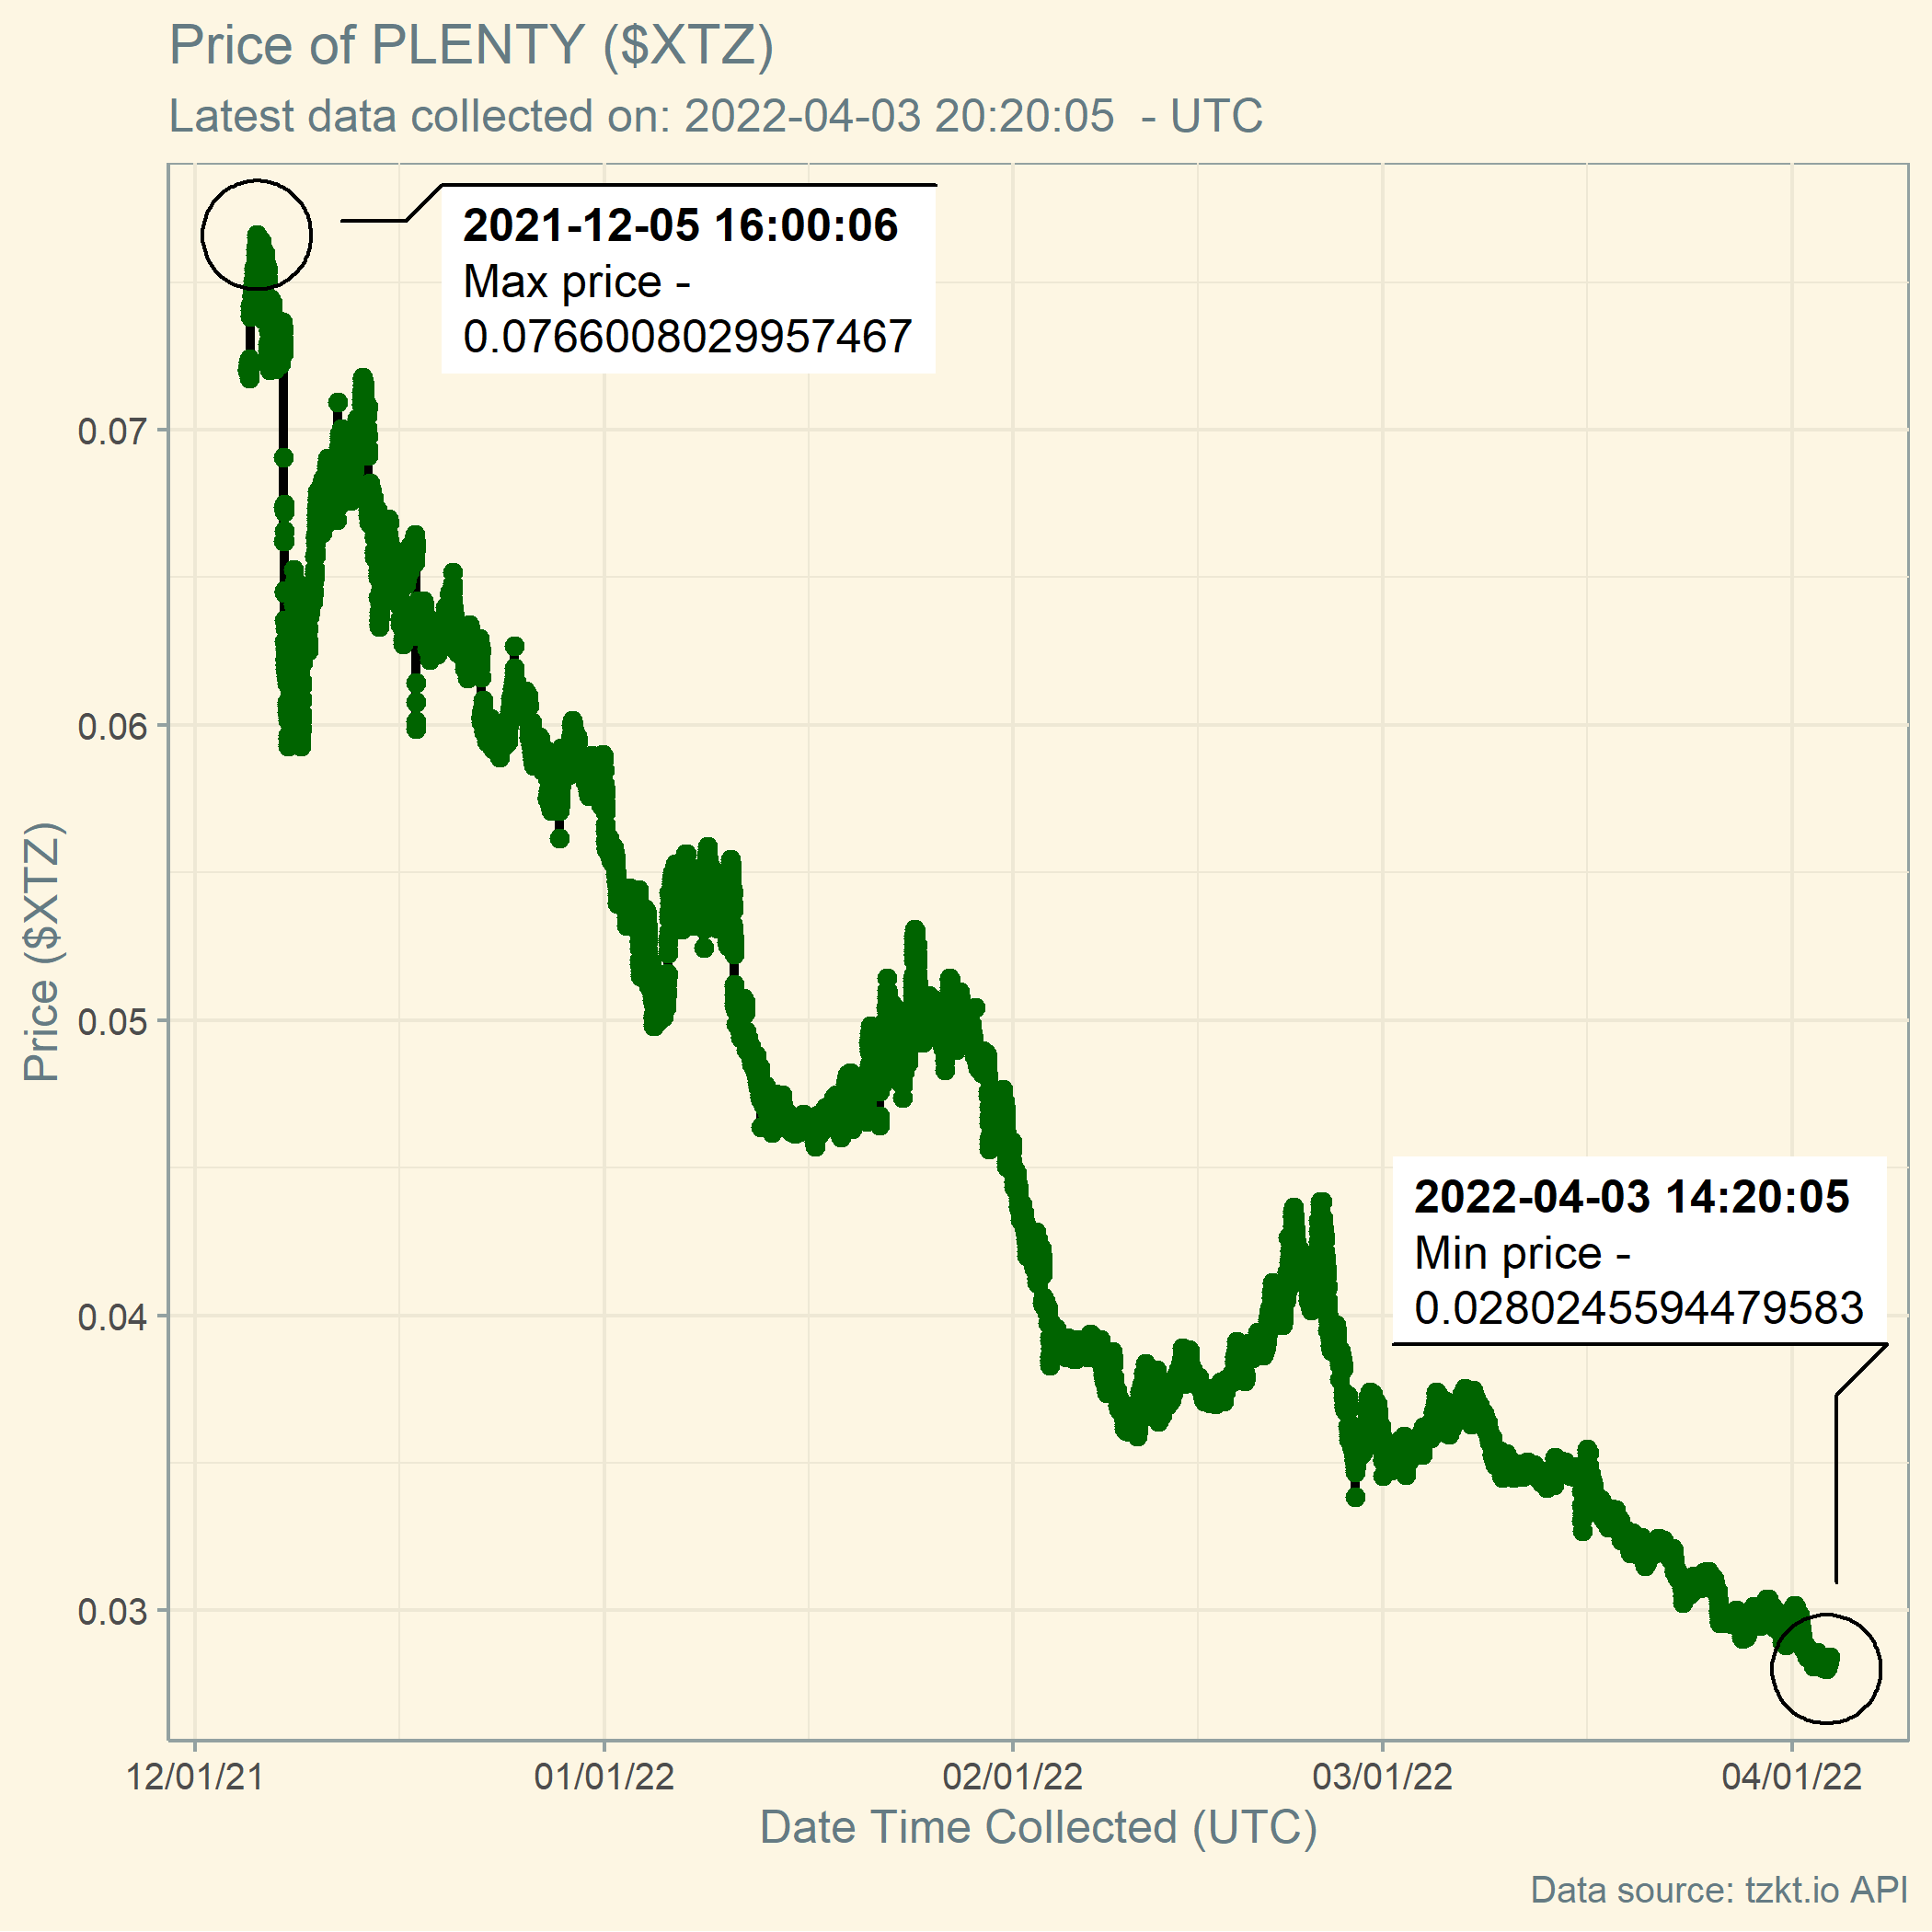 Price of PLENTY ($XTZ)
Latest data collected on: 2022-04-03 20:20:05  - UTC
2021-12-05 16:00:06
Max price -
0.0766008029957467
0.07
0.06
0.05
0.04
0.03
Price ($XTZ)
2022-04-03 14:20:05
Min price -
0.0280245594479583
12/01/21
01/01/22
02/01/22
03/01/22
04/01/22
Date Time Collected (UTC)
Data source: tzkt.io API